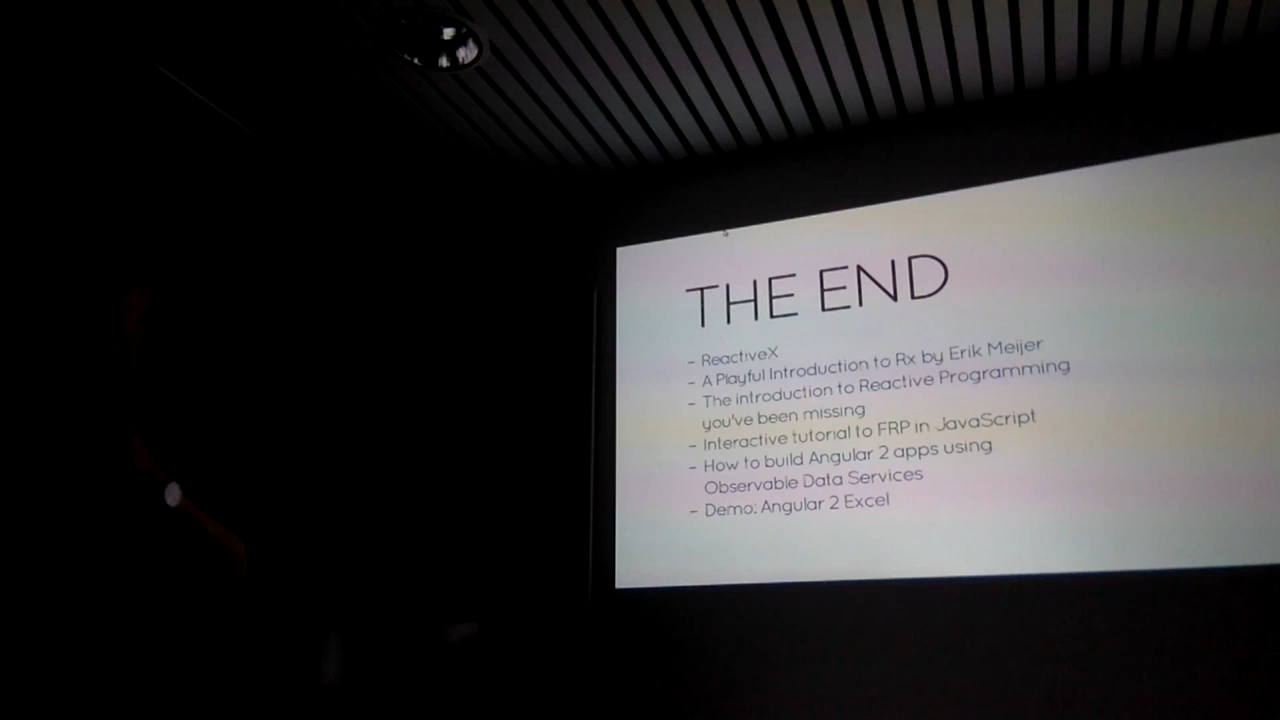 THE END
- ReactiveX
- A Playful Introduction to Rx by Erik Meijer
- The introduction to Reactive Programming
you've been missing
- Interactive tutorial to FRP in JavaScript
- How to build Angular 2 apps using
Observable Data Services
- Demo: Angular 2 Excel